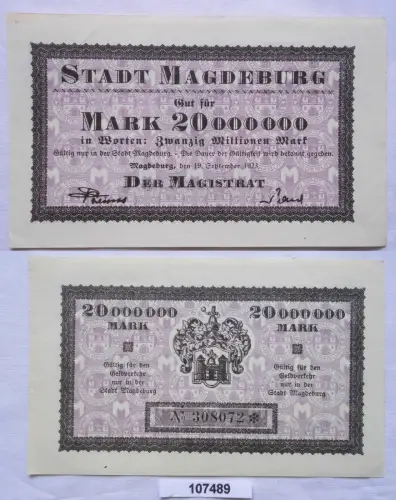 STADT MAGDEBURG
Gut für
MARK 20000000
in Worten: Zwanzig Millionen Mark
Gültig nur in der Stadt Magdeburg. - Die Dauer der Gültigkeit wird bekannt gegeben.
Magdeburg, den 19. September 1923.
DER MAGISTRAT
20000000
MARK
Gültig für den
Geldverkehr
nur in der
Stadt Magdeburg
20000000
MARK
Gültig für den
Geldverkehr
nur in der
Stadt Magdeburg
No 308072 *
107489